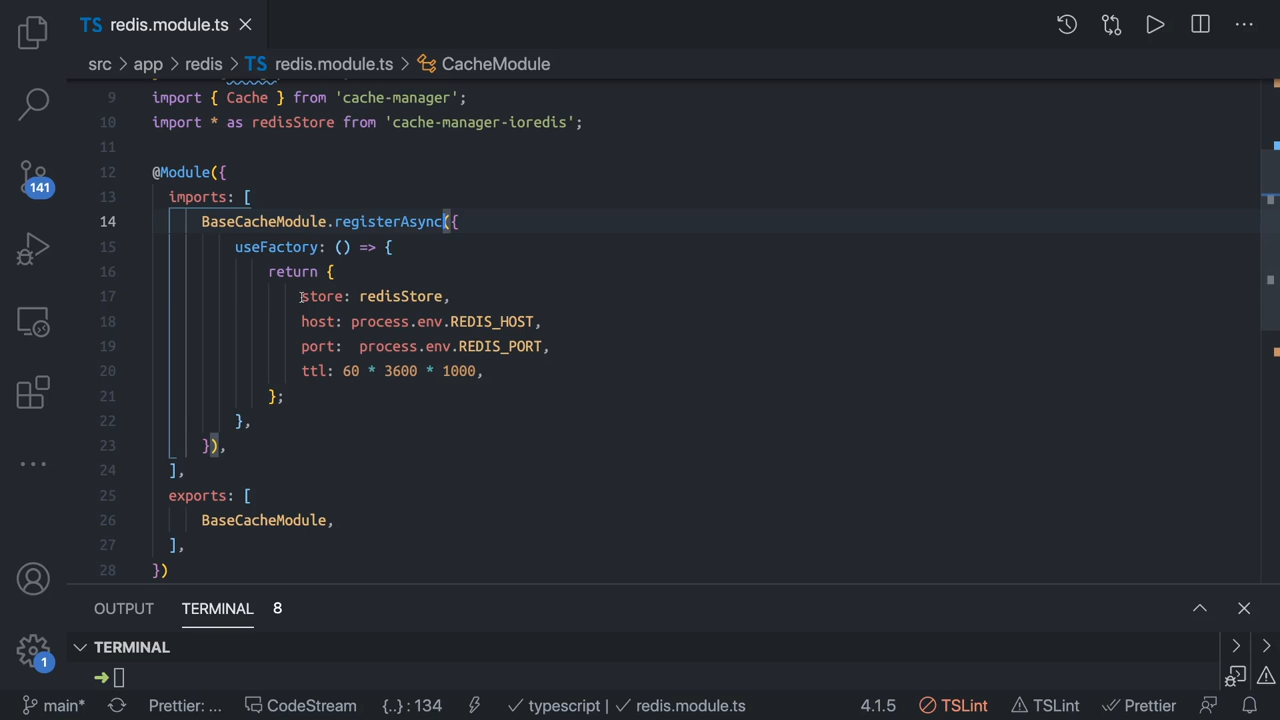 TS redis.module.ts
src > app > redis > TS redis.module.ts > CacheModule
9 import { Cache } from 'cache-manager';
10 import * as redisStore from 'cache-manager-ioredis';
11
12 @Module({
13 imports: [
14 BaseCacheModule.registerAsync({
15 useFactory: () => {
16 return {
17 store: redisStore,
18 host: process.env.REDIS_HOST,
19 port:  process.env.REDIS_PORT,
20 ttl: 60 * 3600 * 1000,
21 };
22 },
23 }),
24 ],
25 exports: [
26 BaseCacheModule,
27 ],
28 })
141
1
OUTPUT TERMINAL 8
TERMINAL
main* Prettier: ... CodeStream {..} : 134 typescript | redis.module.ts 4.1.5 TSLint TSLint Prettier